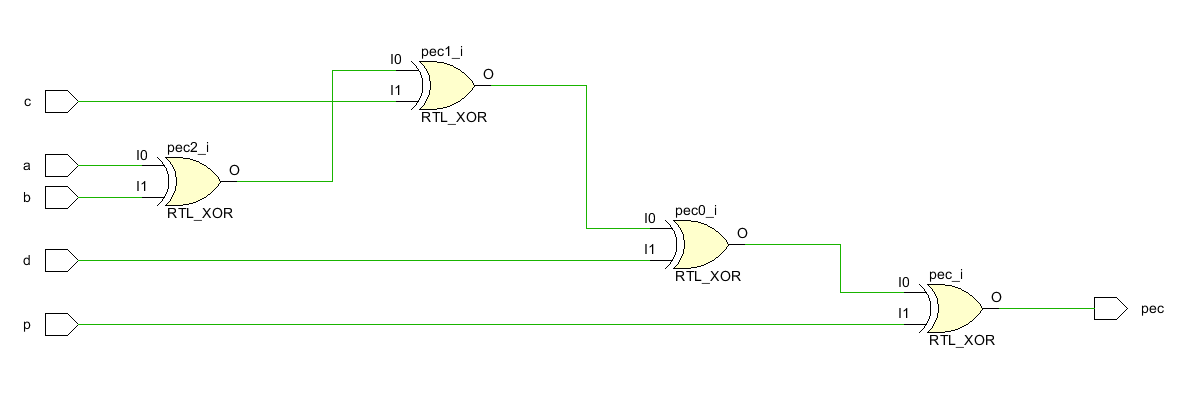 pec1_i
I0
O
c
I1
RTL_XOR
pec2_i
a
I0
O
b
I1
RTL_XOR
pec0_i
I0
O
d
I1
RTL_XOR
pec_i
I0
O
pec
p
I1
RTL_XOR